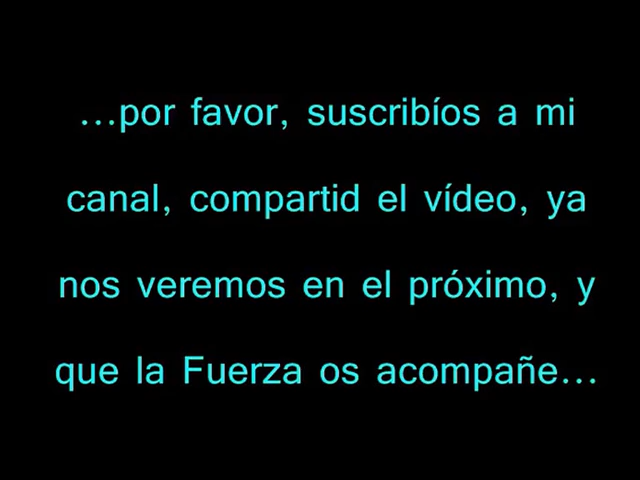 ...por favor, suscribíos a mi
canal, compartid el vídeo, ya
nos veremos en el próximo, y
que la Fuerza os acompañe...